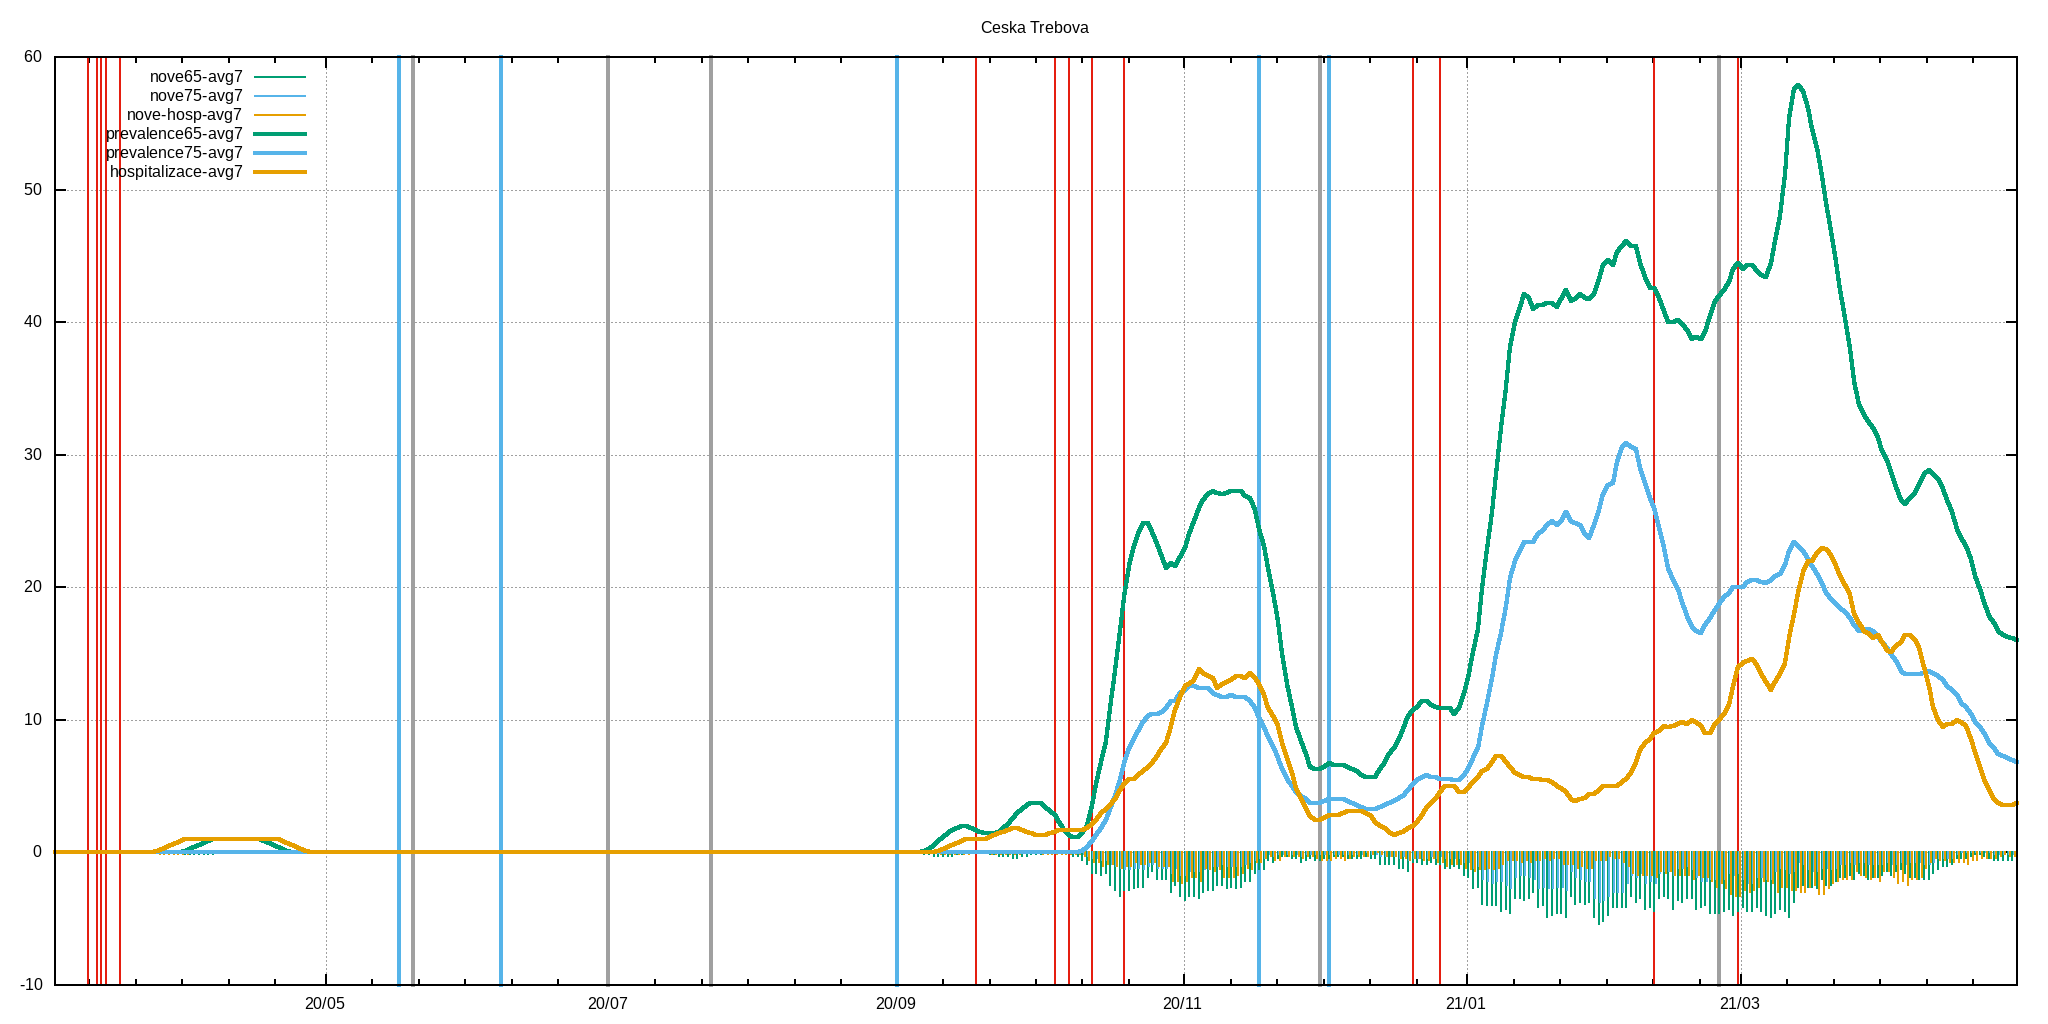 Ceska Trebova
60
50
40
30
20
10
0
-10
nove65-avg7
nove75-avg7
nove-hosp-avg7
prevalence65-avg7
prevalence75-avg7
hospitalizace-avg7
20/05
20/07
20/09
20/11
21/01
21/03